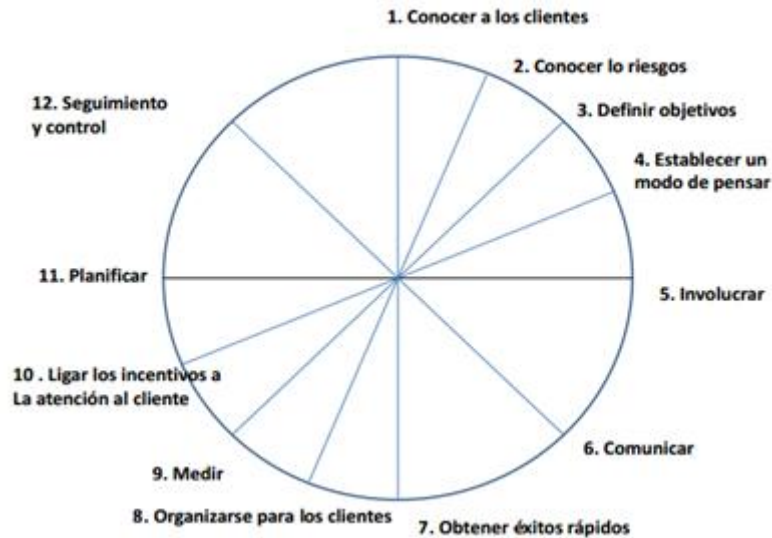 1. Conocer a los clientes
2. Conocer lo riesgos
3. Definir objetivos
4. Establecer un
modo de pensar
5. Involucrar
6. Comunicar
7. Obtener éxitos rápidos
8. Organizarse para los clientes
9. Medir
10 . Ligar los incentivos a
La atención al cliente
11. Planificar
12. Seguimiento
y control